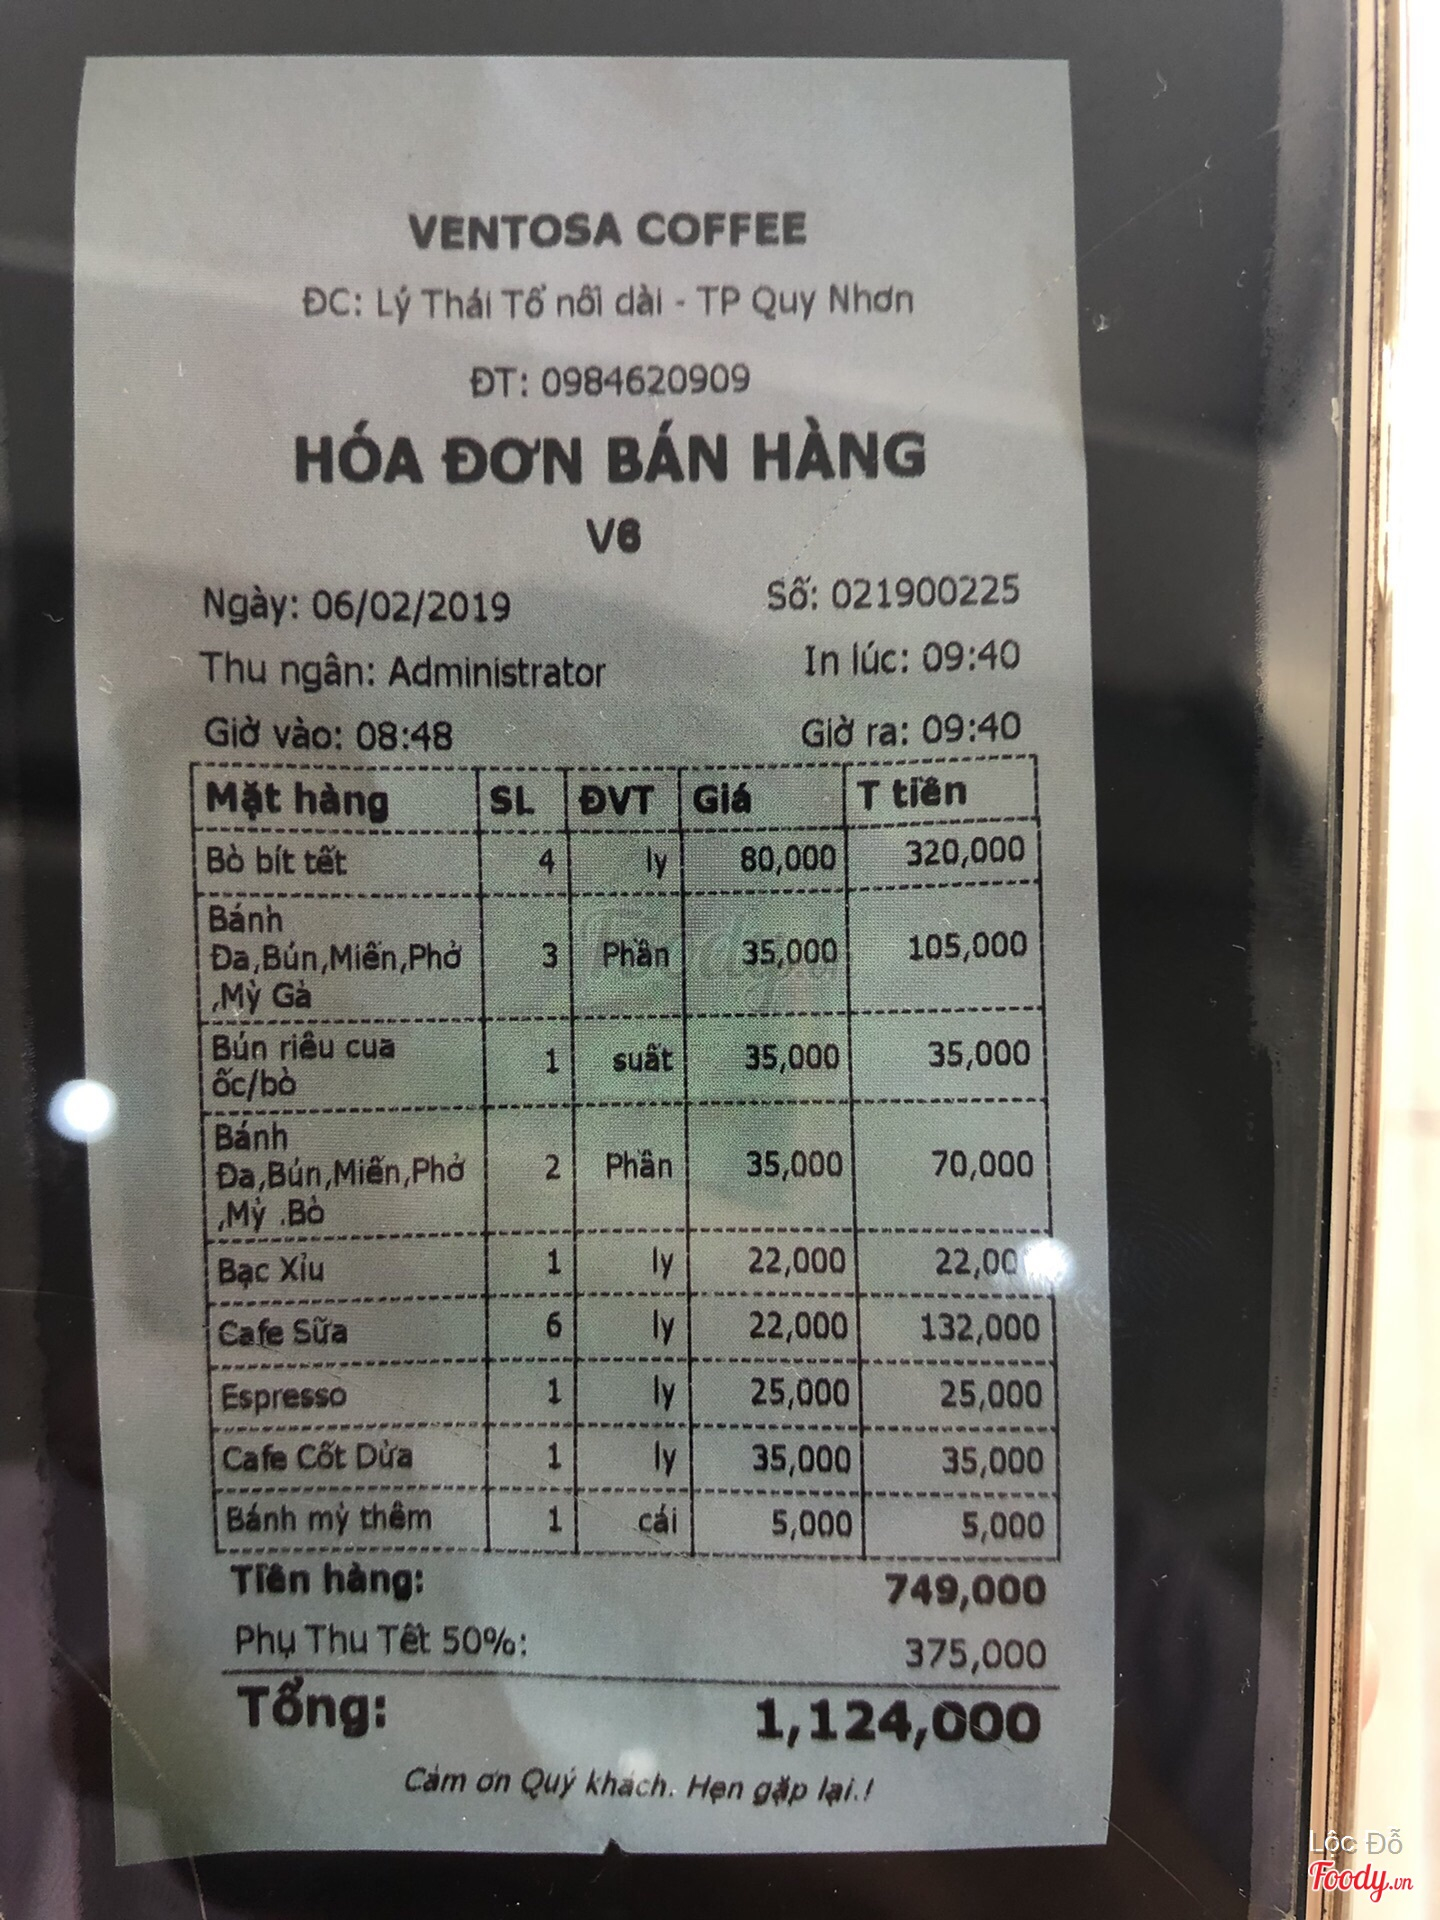 VENTOSA COFFEE
ĐC: Lý Thái Tổ nối dài - TP Quy Nhơn
ĐT: 0984620909
HÓA ĐƠN BÁN HÀNG
V6
Ngày: 06/02/2019 Số: 021900225
Thu ngân: Administrator In lúc: 09:40
Giờ vào: 08:48 Giờ ra: 09:40
Mặt hàng SL ĐVT Giá T tiền
Bò bít tết 4 ly 80,000 320,000
Bánh
Đa,Bún,Miến,Phở 3 Phần 35,000 105,000
,Mỳ Gà
Bún riêu cua 1 suất 35,000 35,000
ốc/bò
Bánh
Đa,Bún,Miến,Phở 2 Phần 35,000 70,000
,Mỳ .Bò
Bạc Xỉu 1 ly 22,000 22,00
Cafe Sữa 6 ly 22,000 132,000
Espresso 1 ly 25,000 25,000
Cafe Cốt Dừa 1 ly 35,000 35,000
Bánh mỳ thêm 1 cái 5,000 5,000
Tiền hàng: 749,000
Phụ Thu Tết 50%: 375,000
Tổng: 1,124,000
Cảm ơn Quý khách. Hẹn gặp lại.!
Lộc Đỗ
Foody.vn